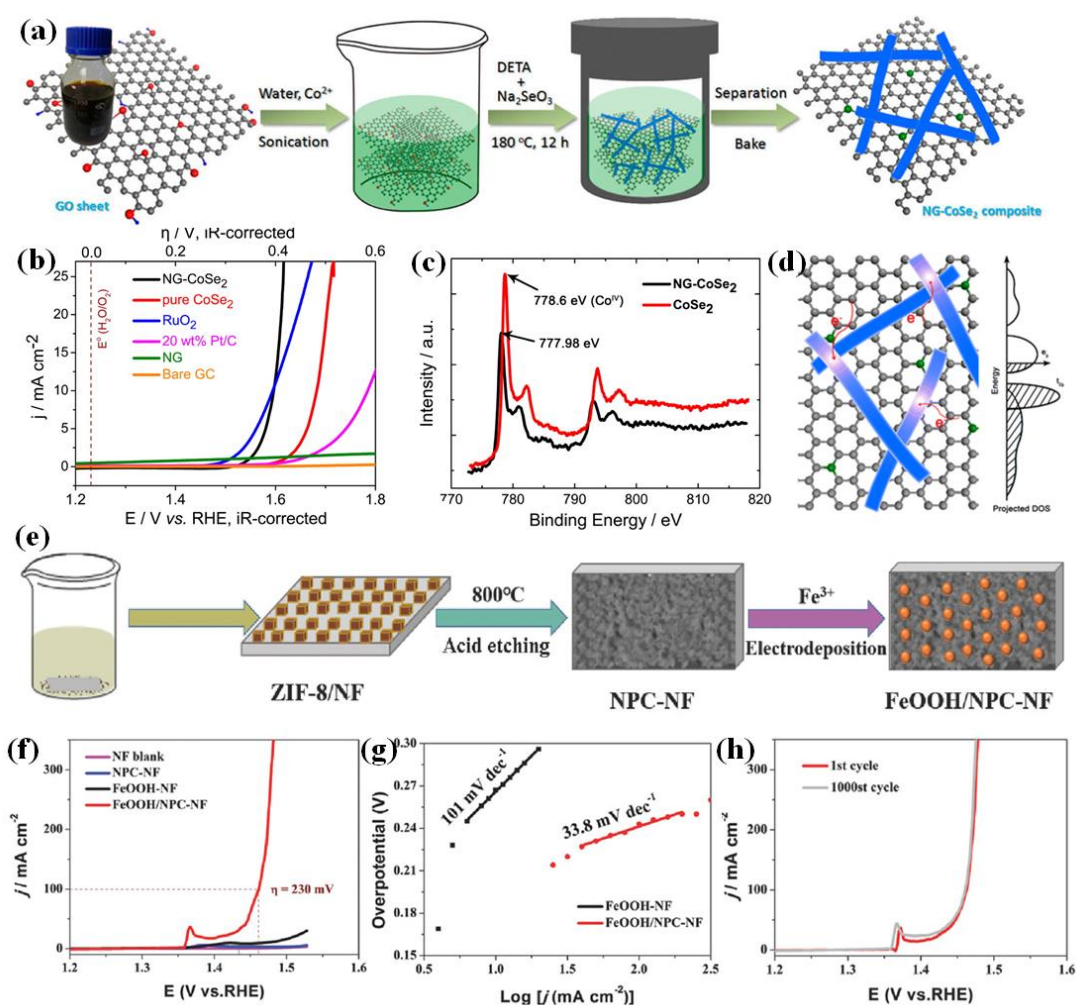 (a)
Water, Co²⁺
Sonication
DETA
+
Na₂SeO₃
180 °C, 12 h
Separation
Bake
GO sheet
NG-CoSe₂ composite
(b)
η / V, iR-corrected
0.0 0.2 0.4 0.6
E° (H₂O/O₂)
NG-CoSe₂
pure CoSe₂
RuO₂
20 wt% Pt/C
NG
Bare GC
j / mA cm⁻²
25
20
15
10
5
0
1.2 1.4 1.6 1.8
E / V vs. RHE, iR-corrected
(c)
778.6 eV (Coᴵⱽ)
777.98 eV
NG-CoSe₂
CoSe₂
Intensity / a.u.
770 780 790 800 810 820
Binding Energy / eV
(d)
e⁻
e⁻
e⁻
Energy
Projected DOS
(e)
ZIF-8/NF
800℃
Acid etching
NPC-NF
Fe³⁺
Electrodeposition
FeOOH/NPC-NF
(f)
NF blank
NPC-NF
FeOOH-NF
FeOOH/NPC-NF
η = 230 mV
j / mA cm⁻²
300
200
100
0
1.2 1.3 1.4 1.5 1.6
E (V vs.RHE)
(g)
101 mV dec⁻¹
33.8 mV dec⁻¹
FeOOH-NF
FeOOH/NPC-NF
Overpotential (V)
0.30
0.27
0.24
0.21
0.18
0.15
0.5 1.0 1.5 2.0 2.5
Log [j (mA cm⁻²)]
(h)
1st cycle
1000st cycle
j / mA cm⁻²
300
200
100
0
1.2 1.3 1.4 1.5 1.6
E (V vs.RHE)